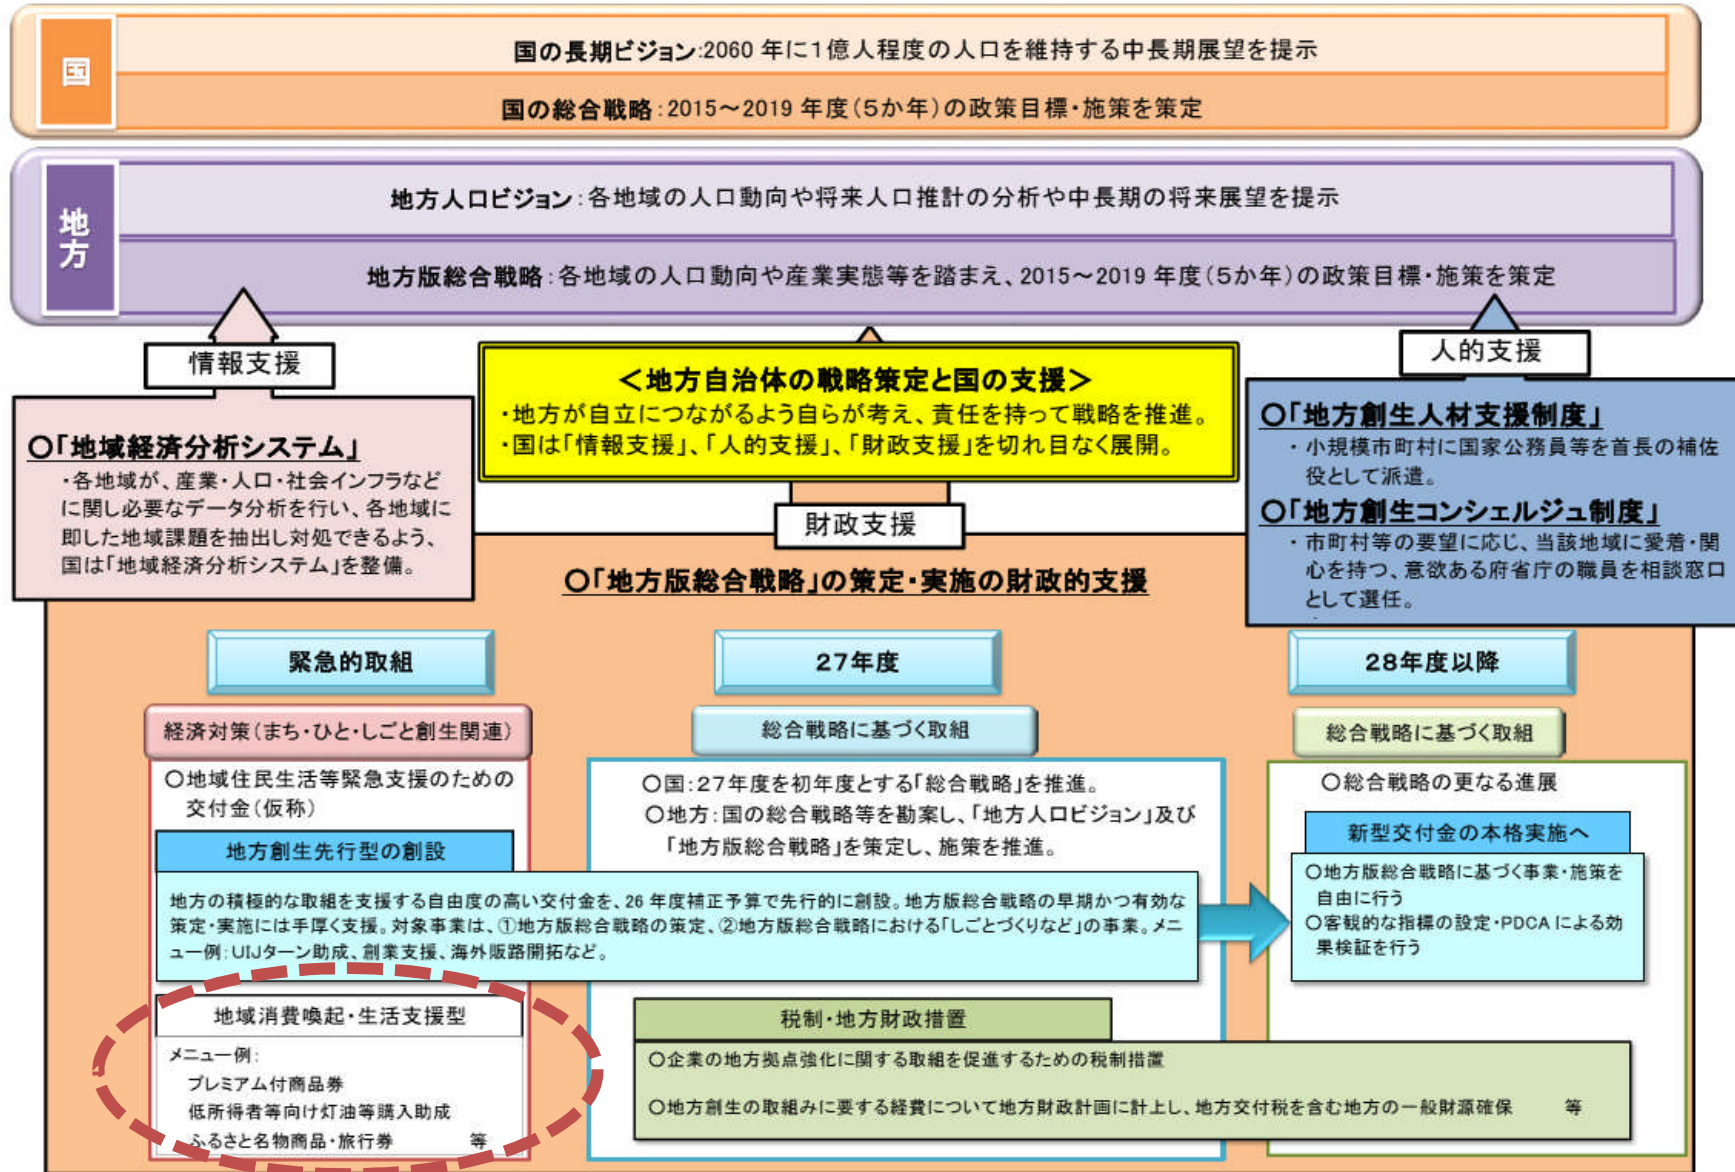 国
国の長期ビジョン:2060 年に1億人程度の人口を維持する中長期展望を提示
国の総合戦略:2015~2019 年度(5か年)の政策目標・施策を策定
地方
地方人口ビジョン:各地域の人口動向や将来人口推計の分析や中長期の将来展望を提示
地方版総合戦略:各地域の人口動向や産業実態等を踏まえ、2015~2019 年度(5か年)の政策目標・施策を策定
情報支援
○「地域経済分析システム」
・各地域が、産業・人口・社会インフラなど
に関し必要なデータ分析を行い、各地域に
即した地域課題を抽出し対処できるよう、
国は「地域経済分析システム」を整備。
<地方自治体の戦略策定と国の支援>
・地方が自立につながるよう自らが考え、責任を持って戦略を推進。
・国は「情報支援」、「人的支援」、「財政支援」を切れ目なく展開。
人的支援
○「地方創生人材支援制度」
・小規模市町村に国家公務員等を首長の補佐
役として派遣。
○「地方創生コンシェルジュ制度」
・市町村等の要望に応じ、当該地域に愛着・関
心を持つ、意欲ある府省庁の職員を相談窓口
として選任。
財政支援
○「地方版総合戦略」の策定・実施の財政的支援
緊急的取組
経済対策(まち・ひと・しごと創生関連)
○地域住民生活等緊急支援のための
交付金(仮称)
地方創生先行型の創設
地方の積極的な取組を支援する自由度の高い交付金を、26 年度補正予算で先行的に創設。地方版総合戦略の早期かつ有効な
策定・実施には手厚く支援。対象事業は、①地方版総合戦略の策定、②地方版総合戦略における「しごとづくりなど」の事業。メニ
ュー例:UIJターン助成、創業支援、海外販路開拓など。
地域消費喚起・生活支援型
メニュー例:
プレミアム付商品券
低所得者等向け灯油等購入助成
ふるさと名物商品・旅行券 等
27年度
総合戦略に基づく取組
○国:27年度を初年度とする「総合戦略」を推進。
○地方:国の総合戦略等を勘案し、「地方人口ビジョン」及び
「地方版総合戦略」を策定し、施策を推進。
税制・地方財政措置
○企業の地方拠点強化に関する取組を促進するための税制措置
○地方創生の取組みに要する経費について地方財政計画に計上し、地方交付税を含む地方の一般財源確保 等
28年度以降
総合戦略に基づく取組
○総合戦略の更なる進展
新型交付金の本格実施へ
○地方版総合戦略に基づく事業・施策を
自由に行う
○客観的な指標の設定・PDCA による効
果検証を行う